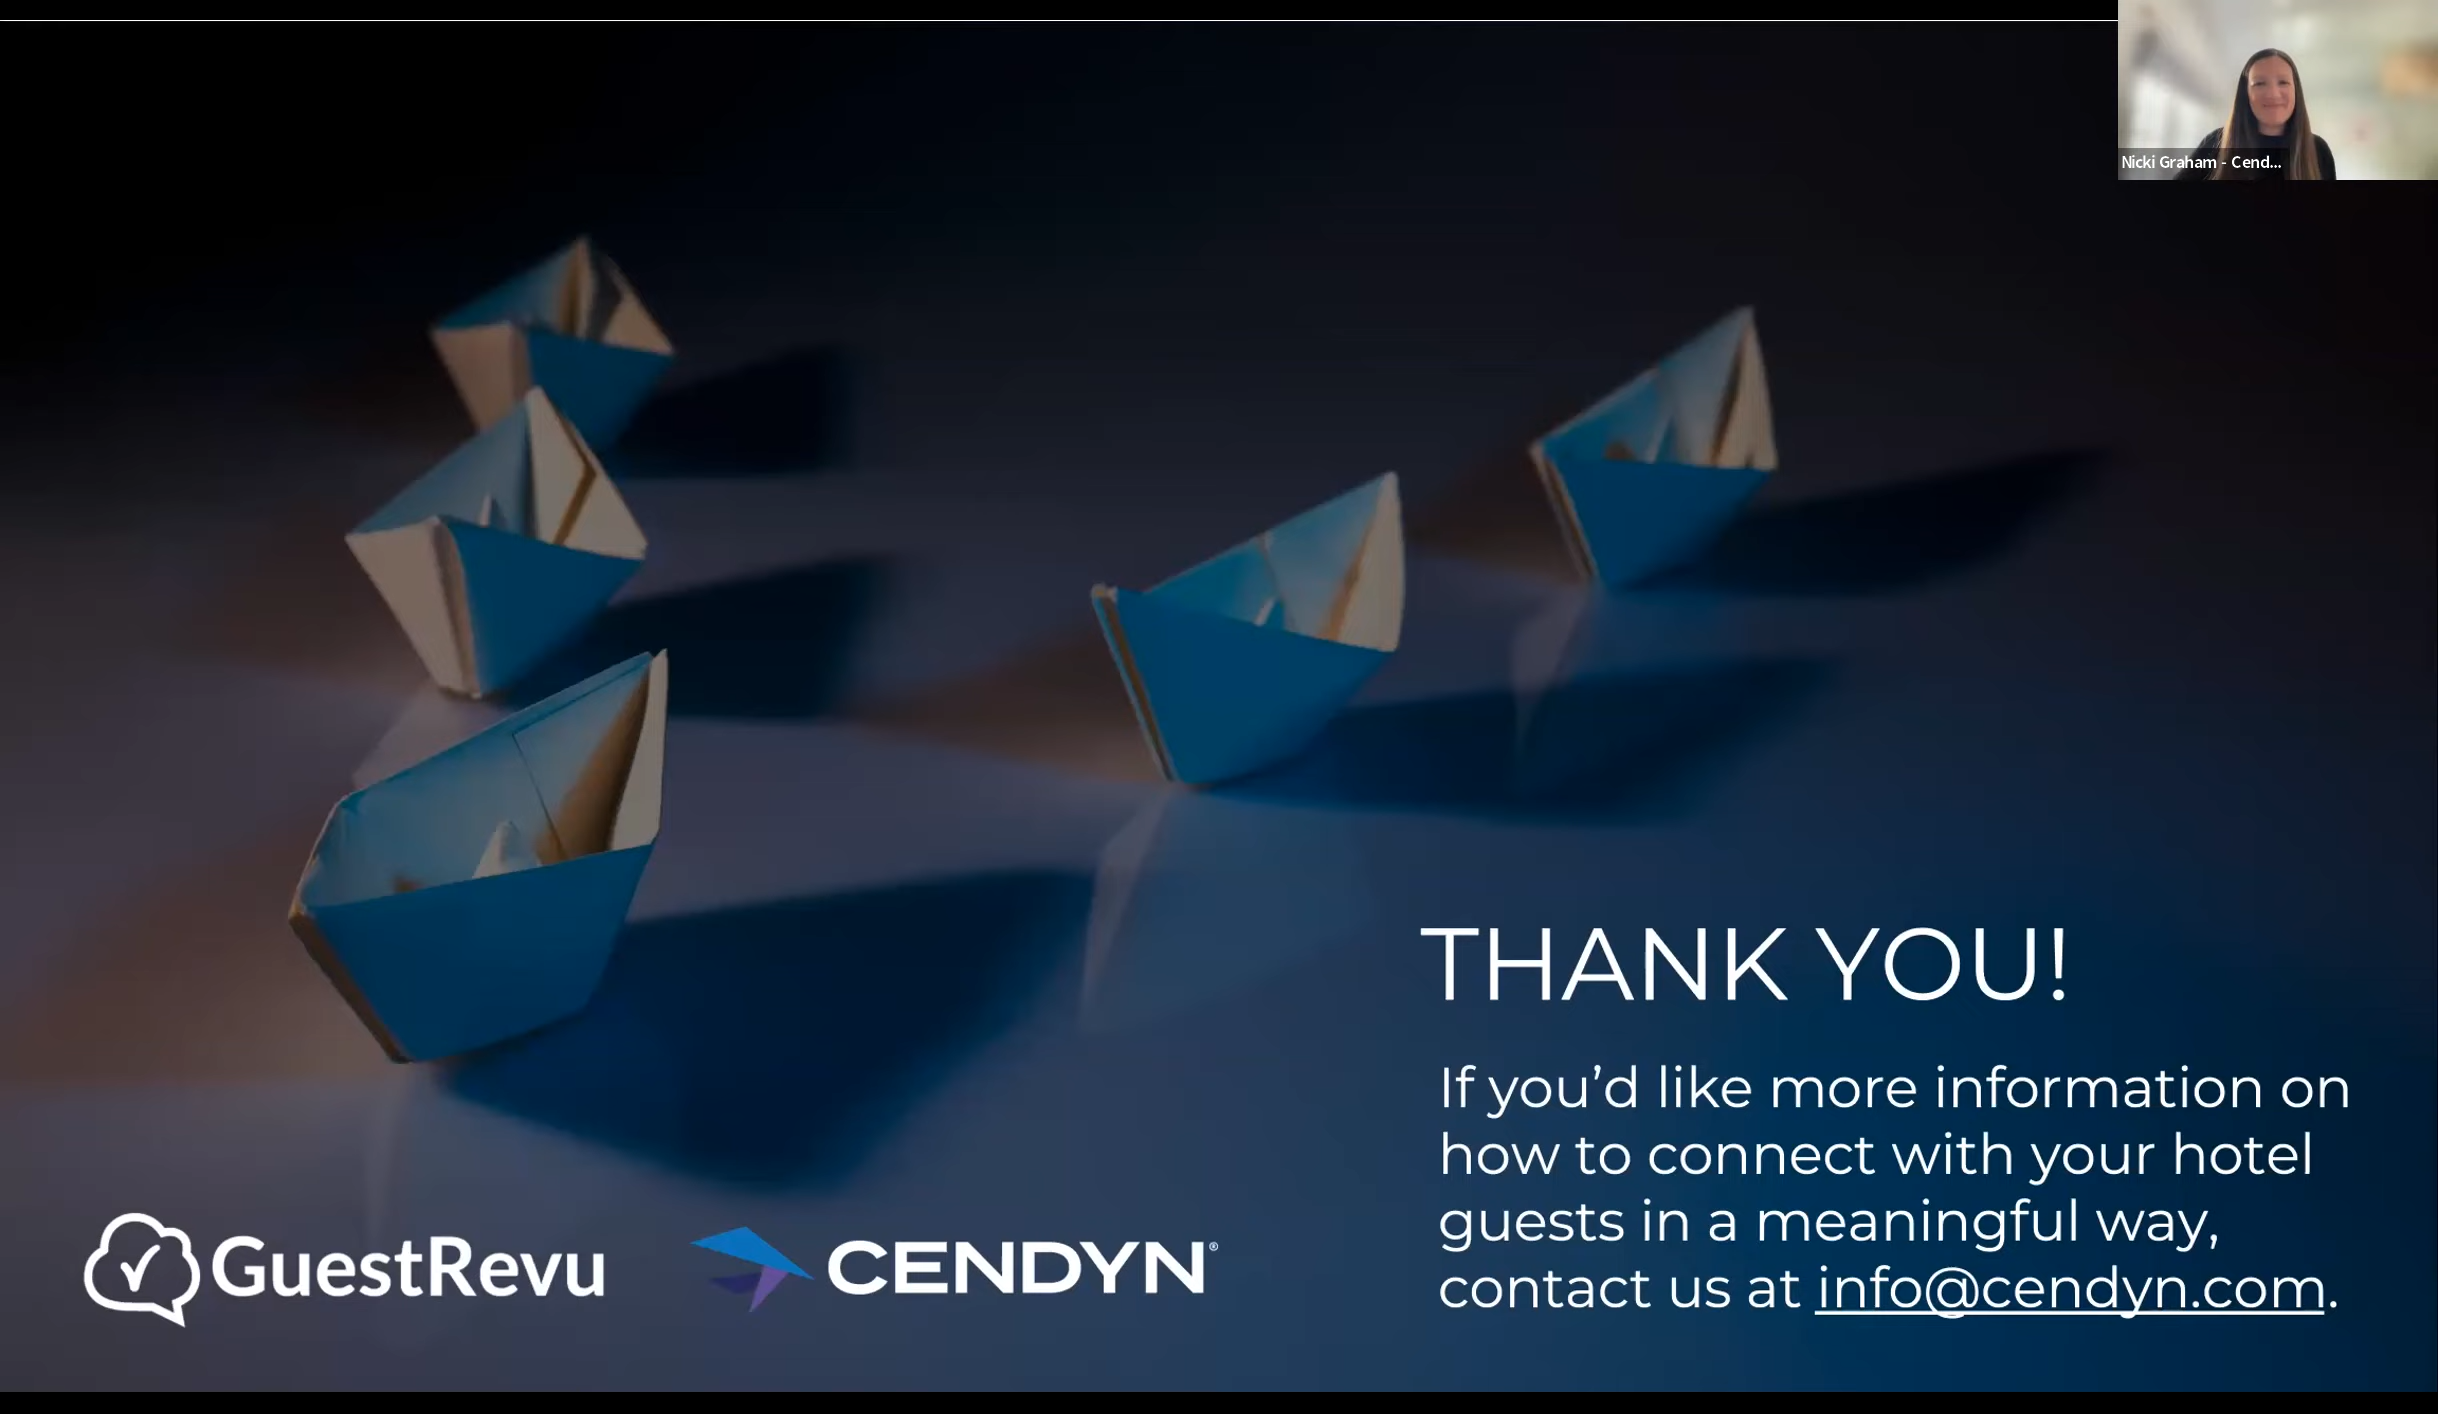 Nicki Graham - Cend...
THANK YOU!
If you’d like more information on
how to connect with your hotel
guests in a meaningful way,
contact us at info@cendyn.com.
GuestRevu
CENDYN®